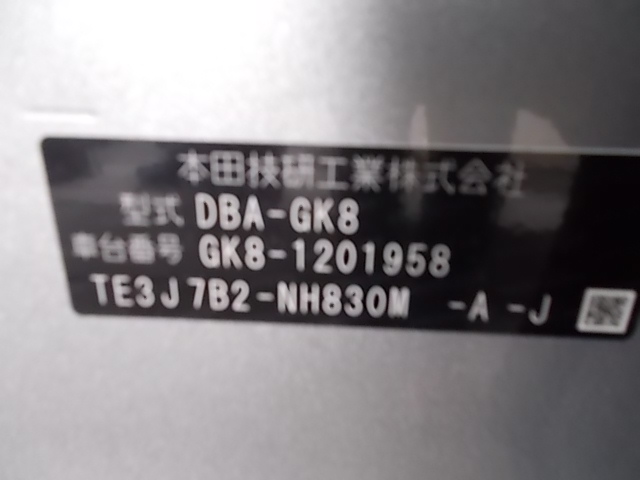 本田技研工業株式会社
型式 DBA-GK8
車台番号 GK8-1201958
TE3J7B2-NH830M -A -J